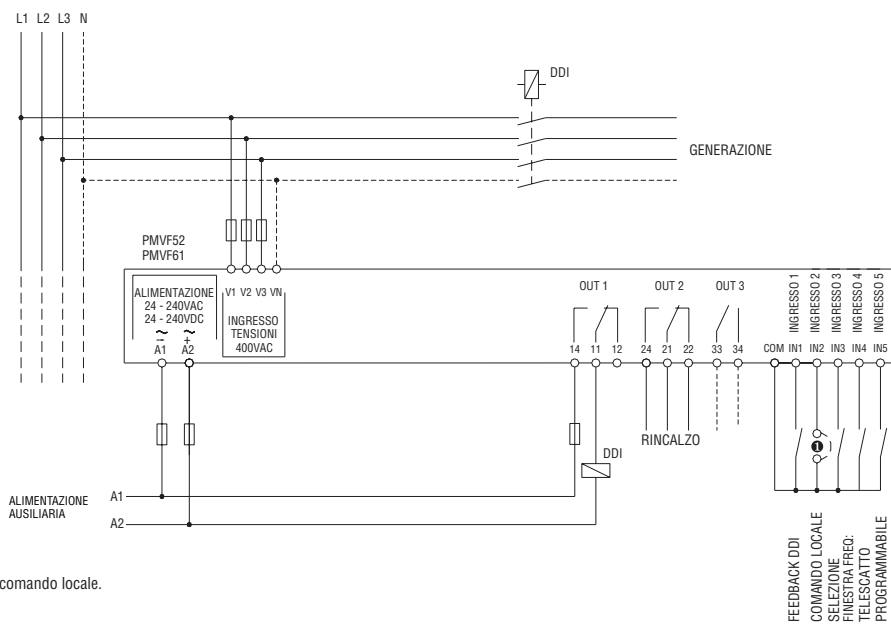 L1 L2 L3 N
DDI
GENERAZIONE
PMVF52
PMVF61
ALIMENTAZIONE
24 - 240VAC
24 - 240VDC
~ ~
– +
A1 A2
V1 V2 V3 VN
INGRESSO
TENSIONI
400VAC
OUT 1
OUT 2
OUT 3
INGRESSO 1
INGRESSO 2
INGRESSO 3
INGRESSO 4
INGRESSO 5
14 11 12 24 21 22 33 34 COM IN1 IN2 IN3 IN4 IN5
RINCALZO
DDI
1
ALIMENTAZIONE
AUSILIARIA
A1
A2
FEEDBACK DDI
COMANDO LOCALE
SELEZIONE
FINESTRA FREQ:
TELESCATTO
PROGRAMMABILE
comando locale.